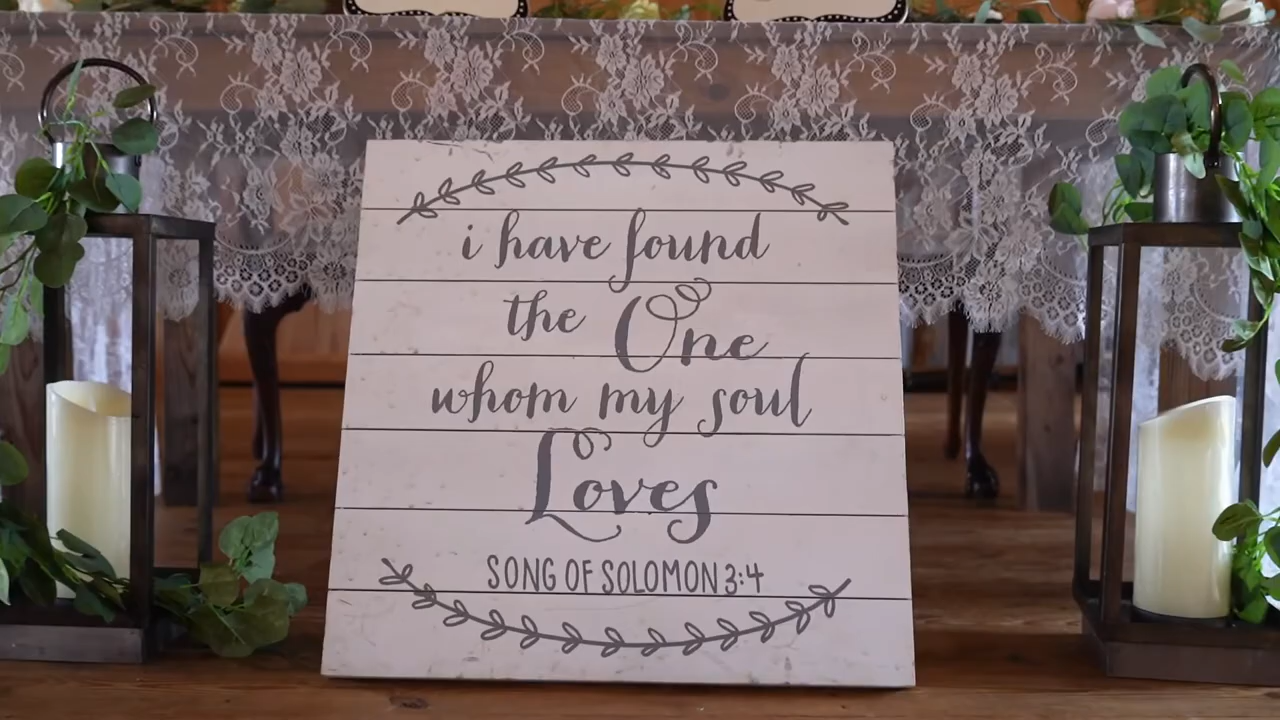 i have found
the One
whom my soul
Loves
SONG OF SOLOMON 3:4